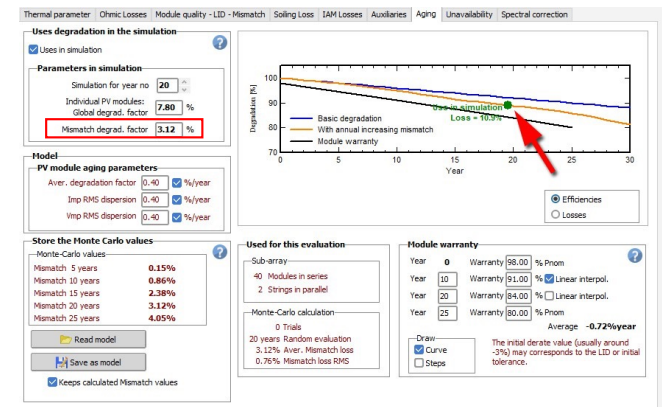 Thermal parameter Ohmic Losses Module quality - LID - Mismatch Soiling Loss IAM Losses Auxiliaries Aging Unavailability Spectral correction
Uses degradation in the simulation
Uses in simulation
Parameters in simulation
Simulation for year no 20
Individual PV modules:
Global degrad. factor 7.80 %
Mismatch degrad. factor 3.12 %
Model
PV module aging parameters
Aver. degradation factor 0.40 %/year
Imp RMS dispersion 0.40 %/year
Vmp RMS dispersion 0.40 %/year
Degradation [%]
100
90
80
70
0 5 10 15 20 25 30
Year
Use in simulation
Loss = 10.9%
Basic degradation
With annual increasing mismatch
Module warranty
Efficiencies
Losses
Store the Monte Carlo values
Monte-Carlo values
Mismatch 5 years 0.15%
Mismatch 10 years 0.86%
Mismatch 15 years 2.38%
Mismatch 20 years 3.12%
Mismatch 25 years 4.05%
Read model
Save as model
Keeps calculated Mismatch values
Used for this evaluation
Sub-array
40 Modules in series
2 Strings in parallel
Monte-Carlo calculation
0 Trials
20 years Random evaluation
3.12% Aver. Mismatch loss
0.76% Mismatch loss RMS
Module warranty
Year 0 Warranty 98.00 % Pnom
Year 10 Warranty 91.00 % Linear interpol.
Year 20 Warranty 84.00 % Linear interpol.
Year 25 Warranty 80.00 % Pnom
Average -0.72%year
Draw
Curve
Steps
The initial derate value (usually around
-3%) may corresponds to the LID or initial
tolerance.